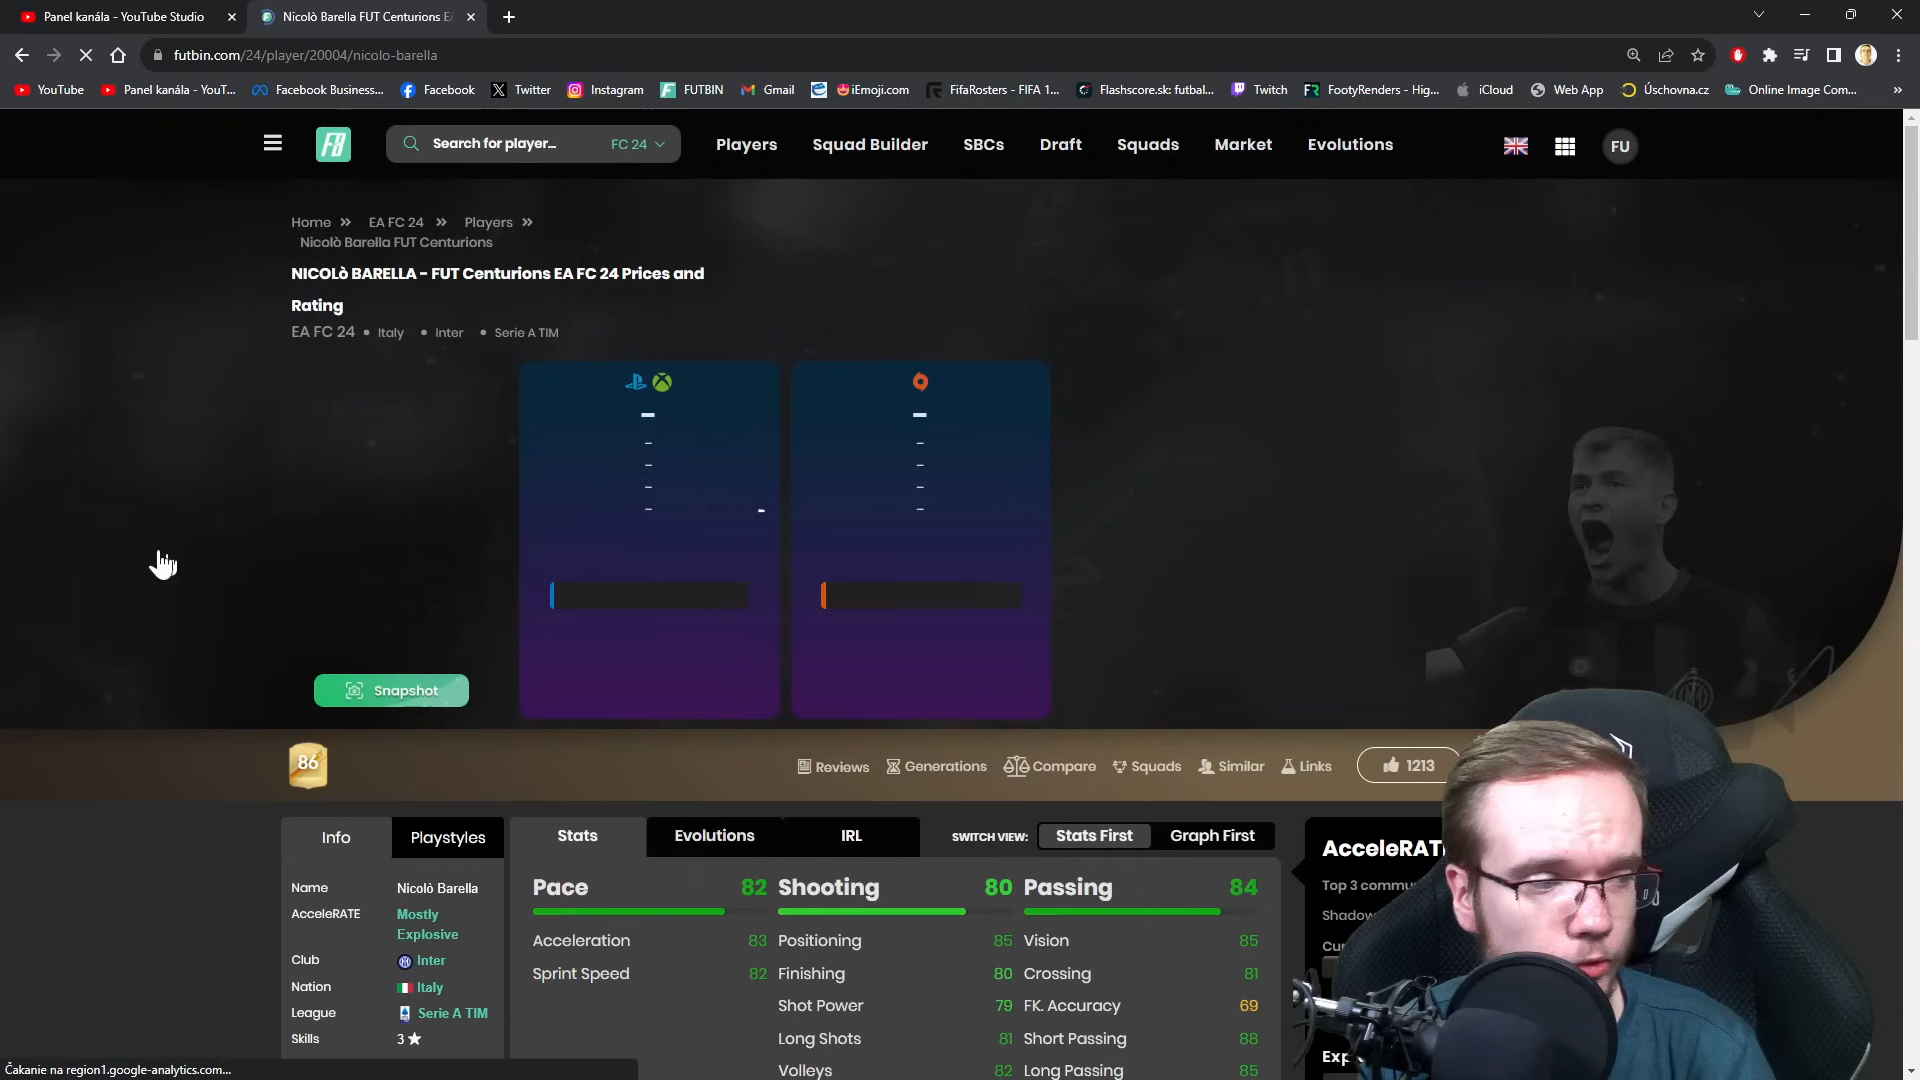 Panel kanála - YouTube Studio
Nicolò Barella FUT Centurions E
futbin.com/24/player/20004/nicolo-barella
YouTube
Panel kanála - YouT...
Facebook Business...
Facebook
Twitter
Instagram
FUTBIN
Gmail
iEmoji.com
FifaRosters - FIFA 1...
Flashscore.sk: futbal...
Twitch
FootyRenders - Hig...
iCloud
Web App
Úschovna.cz
Online Image Com...
»
Search for player...
FC 24
Players
Squad Builder
SBCs
Draft
Squads
Market
Evolutions
FU
Home » EA FC 24 » Players »
Nicolò Barella FUT Centurions
NICOLò BARELLA - FUT Centurions EA FC 24 Prices and
Rating
EA FC 24 • Italy • Inter • Serie A TIM
-
-
-
-
-
-
-
-
-
-
-
Snapshot
86
Reviews
Generations
Compare
Squads
Similar
Links
1213
Info
Playstyles
Stats
Evolutions
IRL
SWITCH VIEW:
Stats First
Graph First
Name Nicolò Barella
AcceleRATE Mostly
Explosive
Club Inter
Nation Italy
League Serie A TIM
Skills 3★
Pace 82
Acceleration 83
Sprint Speed 82
Shooting 80
Positioning 85
Finishing 80
Shot Power 79
Long Shots 81
Volleys 82
Passing 84
Vision 85
Crossing 81
FK. Accuracy 69
Short Passing 88
Long Passing 85
AcceleRAT
Top 3 commu
Shadow
Cu
Exp
Čakanie na region1.google-analytics.com...